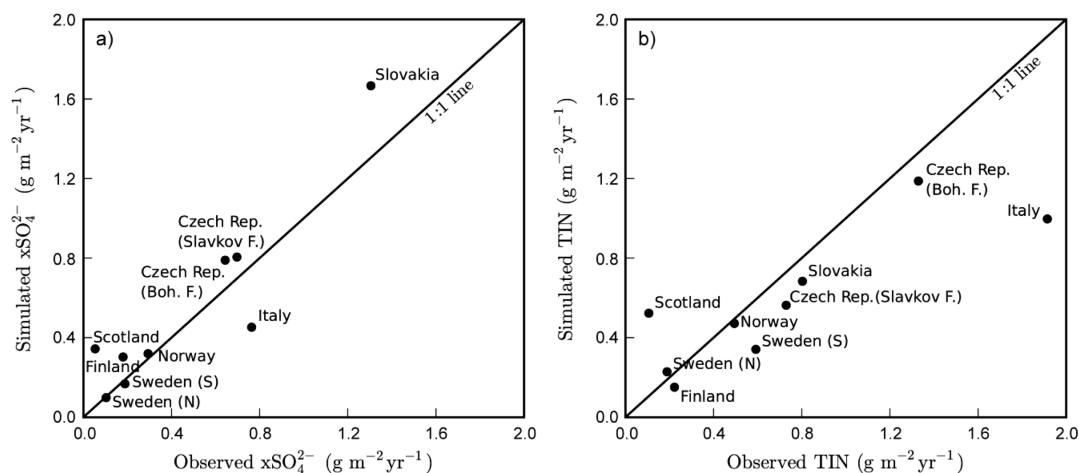 a)
2.0
1.6
1.2
0.8
0.4
0.0
Simulated xSO₄²⁻ (g m⁻² yr⁻¹)
Slovakia
1:1 line
Czech Rep.
(Slavkov F.)
Czech Rep.
(Boh. F.)
Italy
Scotland
Finland
Norway
Sweden (S)
Sweden (N)
0.0 0.4 0.8 1.2 1.6 2.0
Observed xSO₄²⁻ (g m⁻² yr⁻¹)
b)
2.0
1.6
1.2
0.8
0.4
0.0
Simulated TIN (g m⁻² yr⁻¹)
1:1 line
Czech Rep.
(Boh. F.)
Italy
Slovakia
Czech Rep.(Slavkov F.)
Scotland
Norway
Sweden (S)
Sweden (N)
Finland
0.0 0.4 0.8 1.2 1.6 2.0
Observed TIN (g m⁻² yr⁻¹)